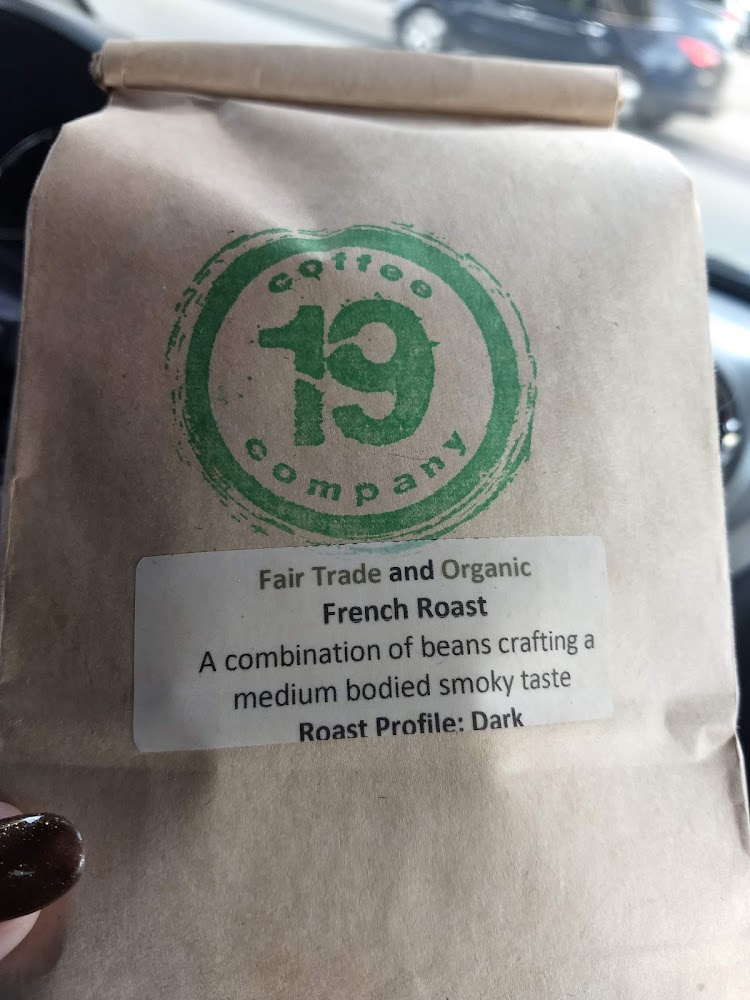 coffee
19
company
Fair Trade and Organic
French Roast
A combination of beans crafting a
medium bodied smoky taste
Roast Profile: Dark